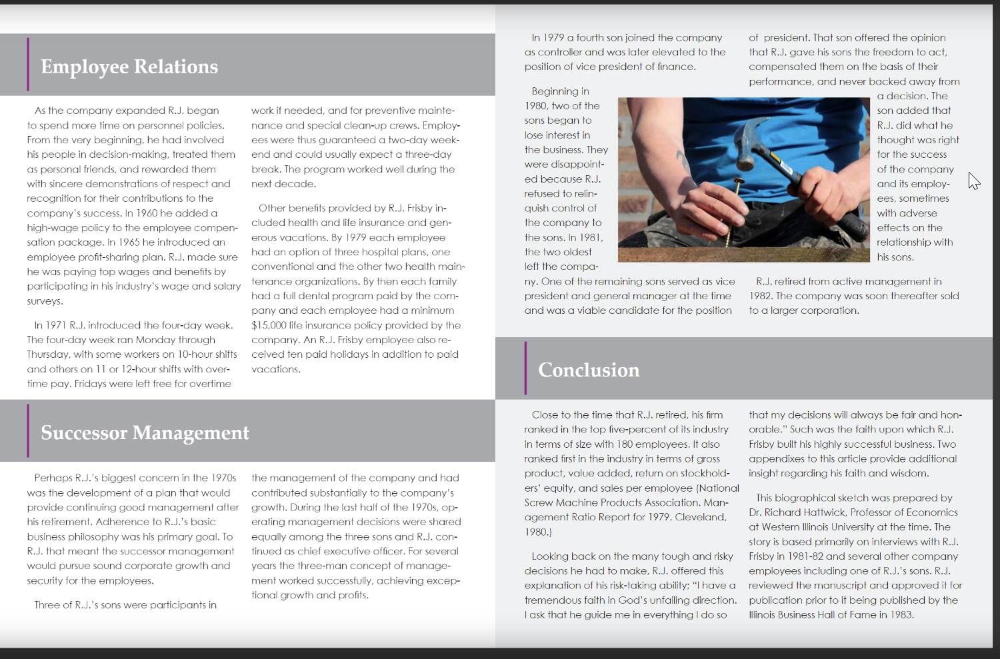 Employee Relations
As the company expanded R.J. began
to spend more time on personnel policies.
From the very beginning, he had involved
his people in decision-making, treated them
as personal friends, and rewarded them
with sincere demonstrations of respect and
recognition for their contributions to the
company's success. In 1960 he added a
high-wage policy to the employee compen-
sation package. In 1965 he introduced an
employee profit-sharing plan. R.J. made sure
he was paying top wages and benefits by
participating in his industry's wage and salary
surveys.
In 1971 R.J. introduced the four-day week.
The four-day week ran Monday through
Thursday, with some workers on 10-hour shifts
and others on 11 or 12-hour shifts with over-
time pay. Fridays were left free for overtime
work if needed, and for preventive mainte-
nance and special clean-up crews. Employ-
ees were thus guaranteed a two-day week-
end and could usually expect a three-day
break. The program worked well during the
next decade.
Other benefits provided by R.J. Frisby in-
cluded health and life insurance and gen-
erous vacations. By 1979 each employee
had an option of three hospital plans, one
conventional and the other two health main-
tenance organizations. By then each family
had a full dental program paid by the com-
pany and each employee had a minimum
$15,000 life insurance policy provided by the
company. An R.J. Frisby employee also re-
ceived ten paid holidays in addition to paid
vacations.
Successor Management
Perhaps R.J.'s biggest concern in the 1970s
was the development of a plan that would
provide continuing good management after
his retirement. Adherence to R.J.'s basic
business philosophy was his primary goal. To
R.J. that meant the successor management
would pursue sound corporate growth and
security for the employees.
Three of R.J.'s sons were participants in
the management of the company and had
contributed substantially to the company's
growth. During the last half of the 1970s, op-
erating management decisions were shared
equally among the three sons and R.J. con-
tinued as chief executive officer. For several
years the three-man concept of manage-
ment worked successfully, achieving excep-
tional growth and profits.
In 1979 a fourth son joined the company
as controller and was later elevated to the
position of vice president of finance.
Beginning in
1980, two of the
sons began to
lose interest in
the business. They
were disappoint-
ed because R.J.
refused to relin-
quish control of
the company to
the sons. In 1981,
the two oldest
left the compa-
ny. One of the remaining sons served as vice
president and general manager at the time
and was a viable candidate for the position
of  president. That son offered the opinion
that R.J. gave his sons the freedom to act,
compensated them on the basis of their
performance, and never backed away from
a decision. The
son added that
R.J. did what he
thought was right
for the success
of the company
and its employ-
ees, sometimes
with adverse
effects on the
relationship with
his sons.
R.J. retired from active management in
1982. The company was soon thereafter sold
to a larger corporation.
Conclusion
Close to the time that R.J. retired, his firm
ranked in the top five-percent of its industry
in terms of size with 180 employees. It also
ranked first in the industry in terms of gross
product, value added, return on stockhold-
ers' equity, and sales per employee (National
Screw Machine Products Association. Man-
agement Ratio Report for 1979. Cleveland,
1980.)
Looking back on the many tough and risky
decisions he had to make, R.J. offered this
explanation of his risk-taking ability; "I have a
tremendous faith in God's unfailing direction.
I ask that he guide me in everything I do so
that my decisions will always be fair and hon-
orable." Such was the faith upon which R.J.
Frisby built his highly successful business. Two
appendixes to this article provide additional
insight regarding his faith and wisdom.
This biographical sketch was prepared by
Dr. Richard Hattwick, Professor of Economics
at Western Illinois University at the time. The
story is based primarily on interviews with R.J.
Frisby in 1981-82 and several other company
employees including one of R.J.'s sons. R.J.
reviewed the manuscript and approved it for
publication prior to it being published by the
Illinois Business Hall of Fame in 1983.